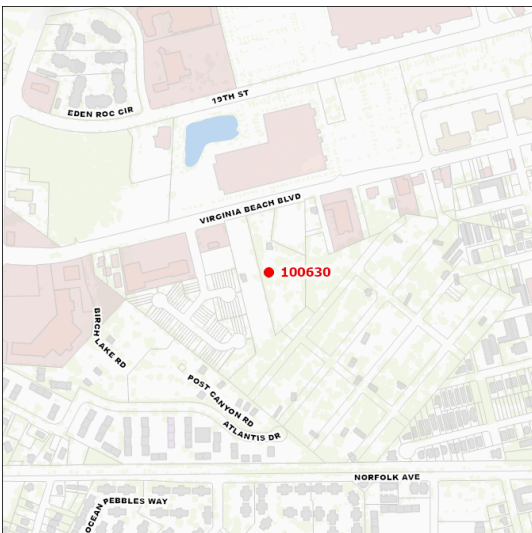 19TH ST
EDEN ROC CIR
VIRGINIA BEACH BLVD
100630
BIRCH LAKE RD
POST CANYON RD
ATLANTIS DR
NORFOLK AVE
OCEAN PEBBLES WAY